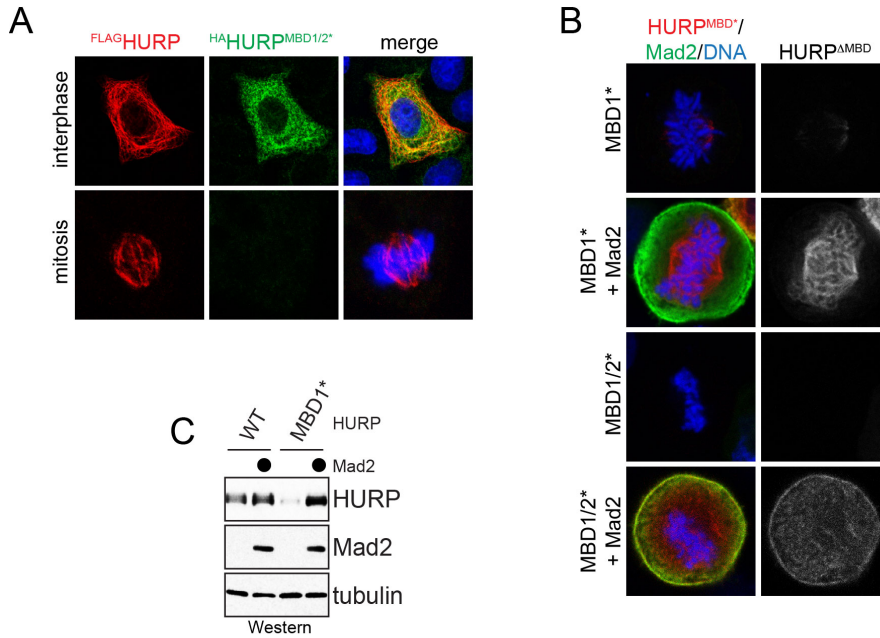 A
FLAGHURP
HAHURPMBD1/2*
merge
interphase
mitosis
B
HURPMBD*/
Mad2/DNA
HURPΔMBD
MBD1*
MBD1*
+ Mad2
MBD1/2*
MBD1/2*
+ Mad2
C
WT
MBD1*
HURP
Mad2
HURP
Mad2
tubulin
Western